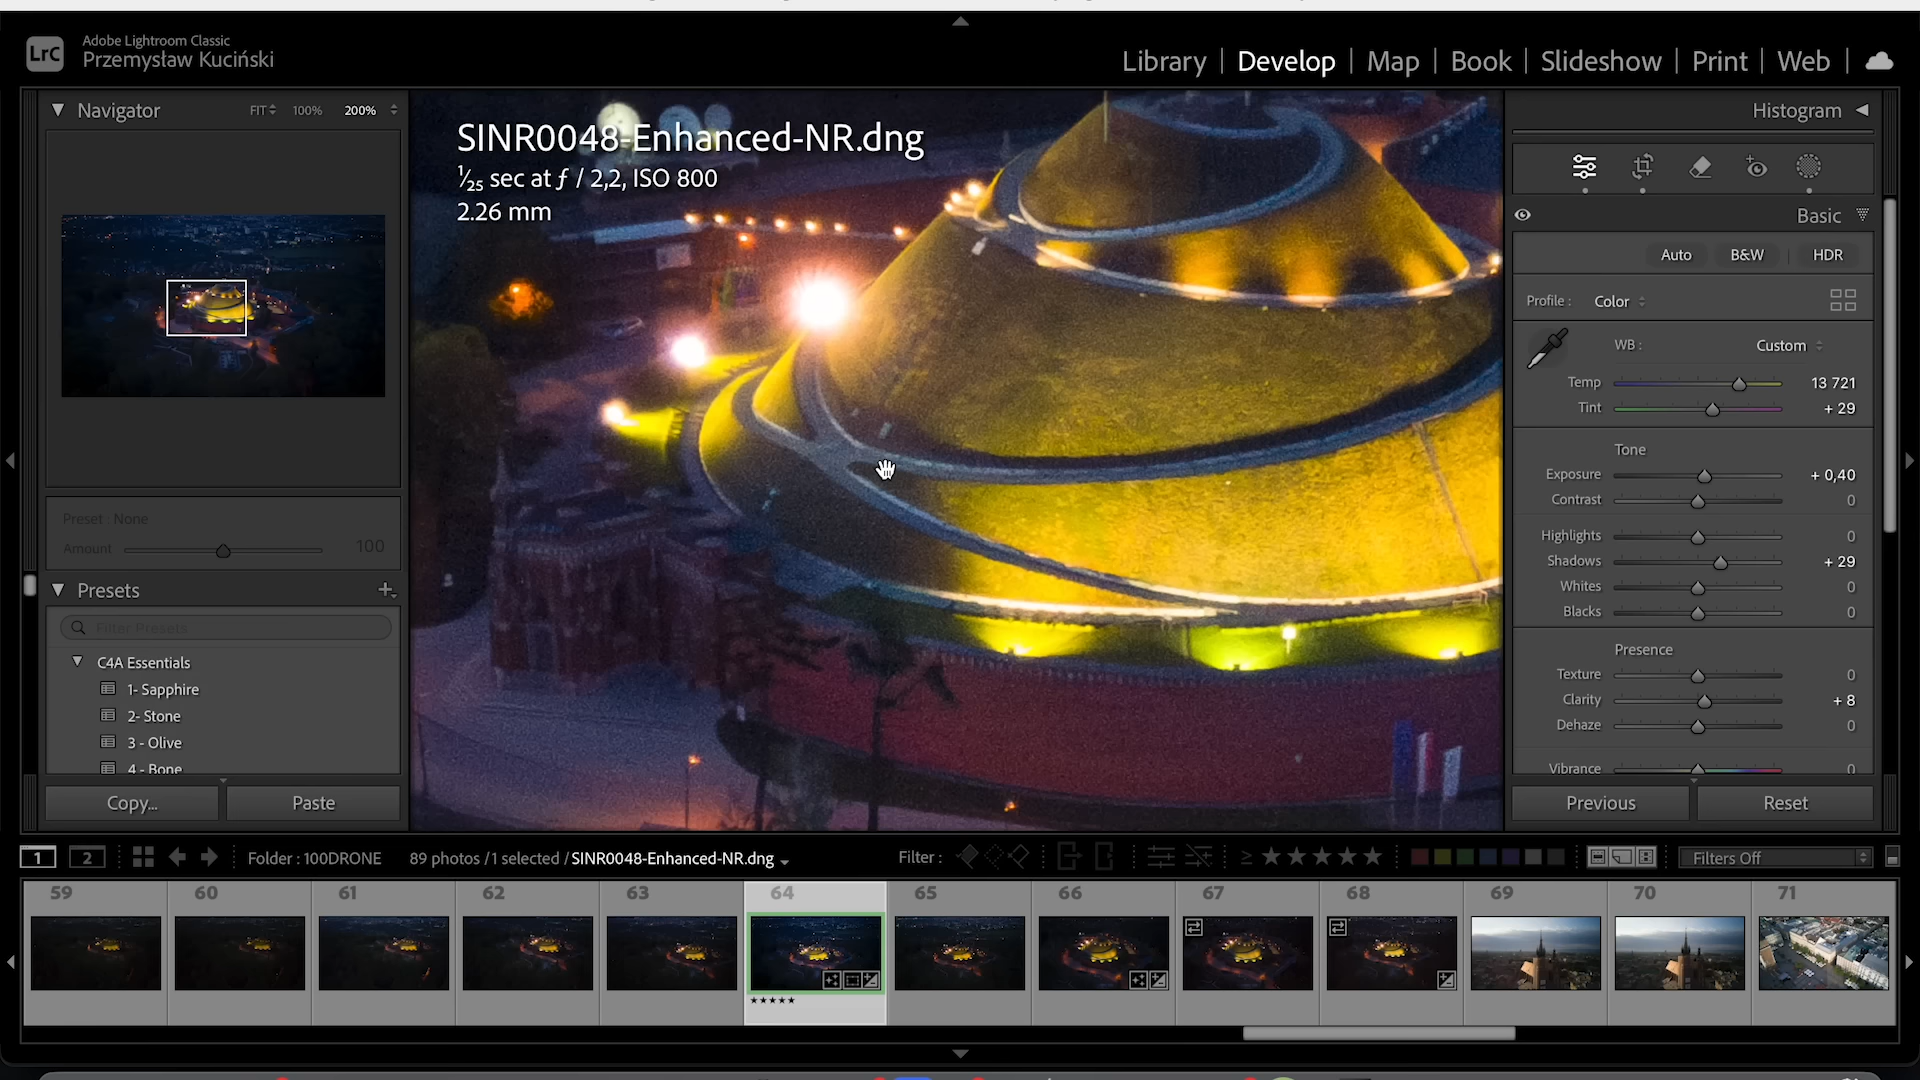 LrC
Adobe Lightroom Classic
Przemysław Kuciński
Library | Develop | Map | Book | Slideshow | Print | Web |
Navigator FIT 100% 200%
SINR0048-Enhanced-NR.dng
1/25 sec at ƒ / 2,2, ISO 800
2.26 mm
Histogram
Basic
Auto B&W HDR
Profile : Color
WB : Custom
Temp 13 721
Tint + 29
Tone
Exposure + 0,40
Contrast 0
Highlights 0
Shadows + 29
Whites 0
Blacks 0
Presence
Texture 0
Clarity + 8
Dehaze 0
Vibrance 0
Previous Reset
Preset : None
Amount 100
Presets
Filter Presets
C4A Essentials
1- Sapphire
2- Stone
3 - Olive
4 - Bone
Copy... Paste
1 2 Folder : 100DRONE 89 photos / 1 selected / SINR0048-Enhanced-NR.dng Filter : ≥ ★★★★★ Filters Off
59 60 61 62 63 64 65 66 67 68 69 70 71
★★★★★